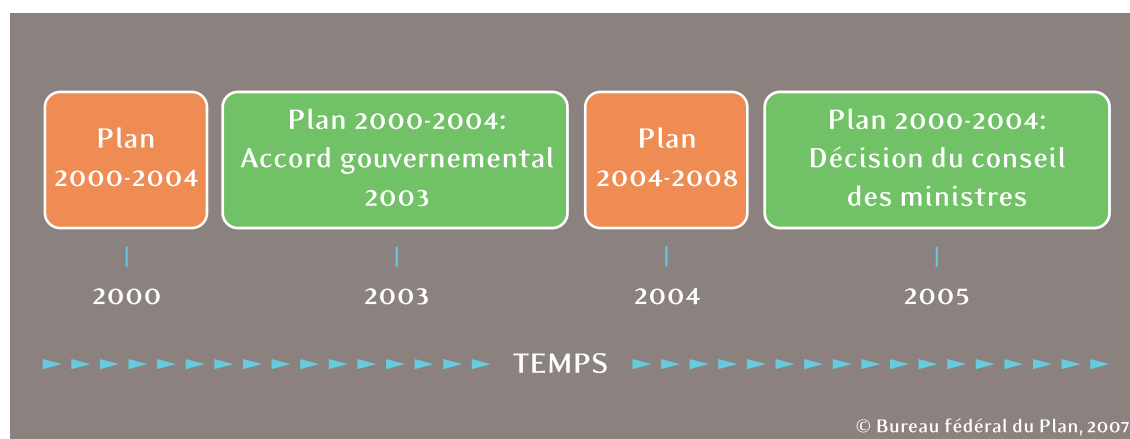 Plan
2000-2004
Plan 2000-2004:
Accord gouvernemental
2003
Plan
2004-2008
Plan 2000-2004:
Décision du conseil
des ministres
2000
2003
2004
2005
TEMPS
© Bureau fédéral du Plan, 2007